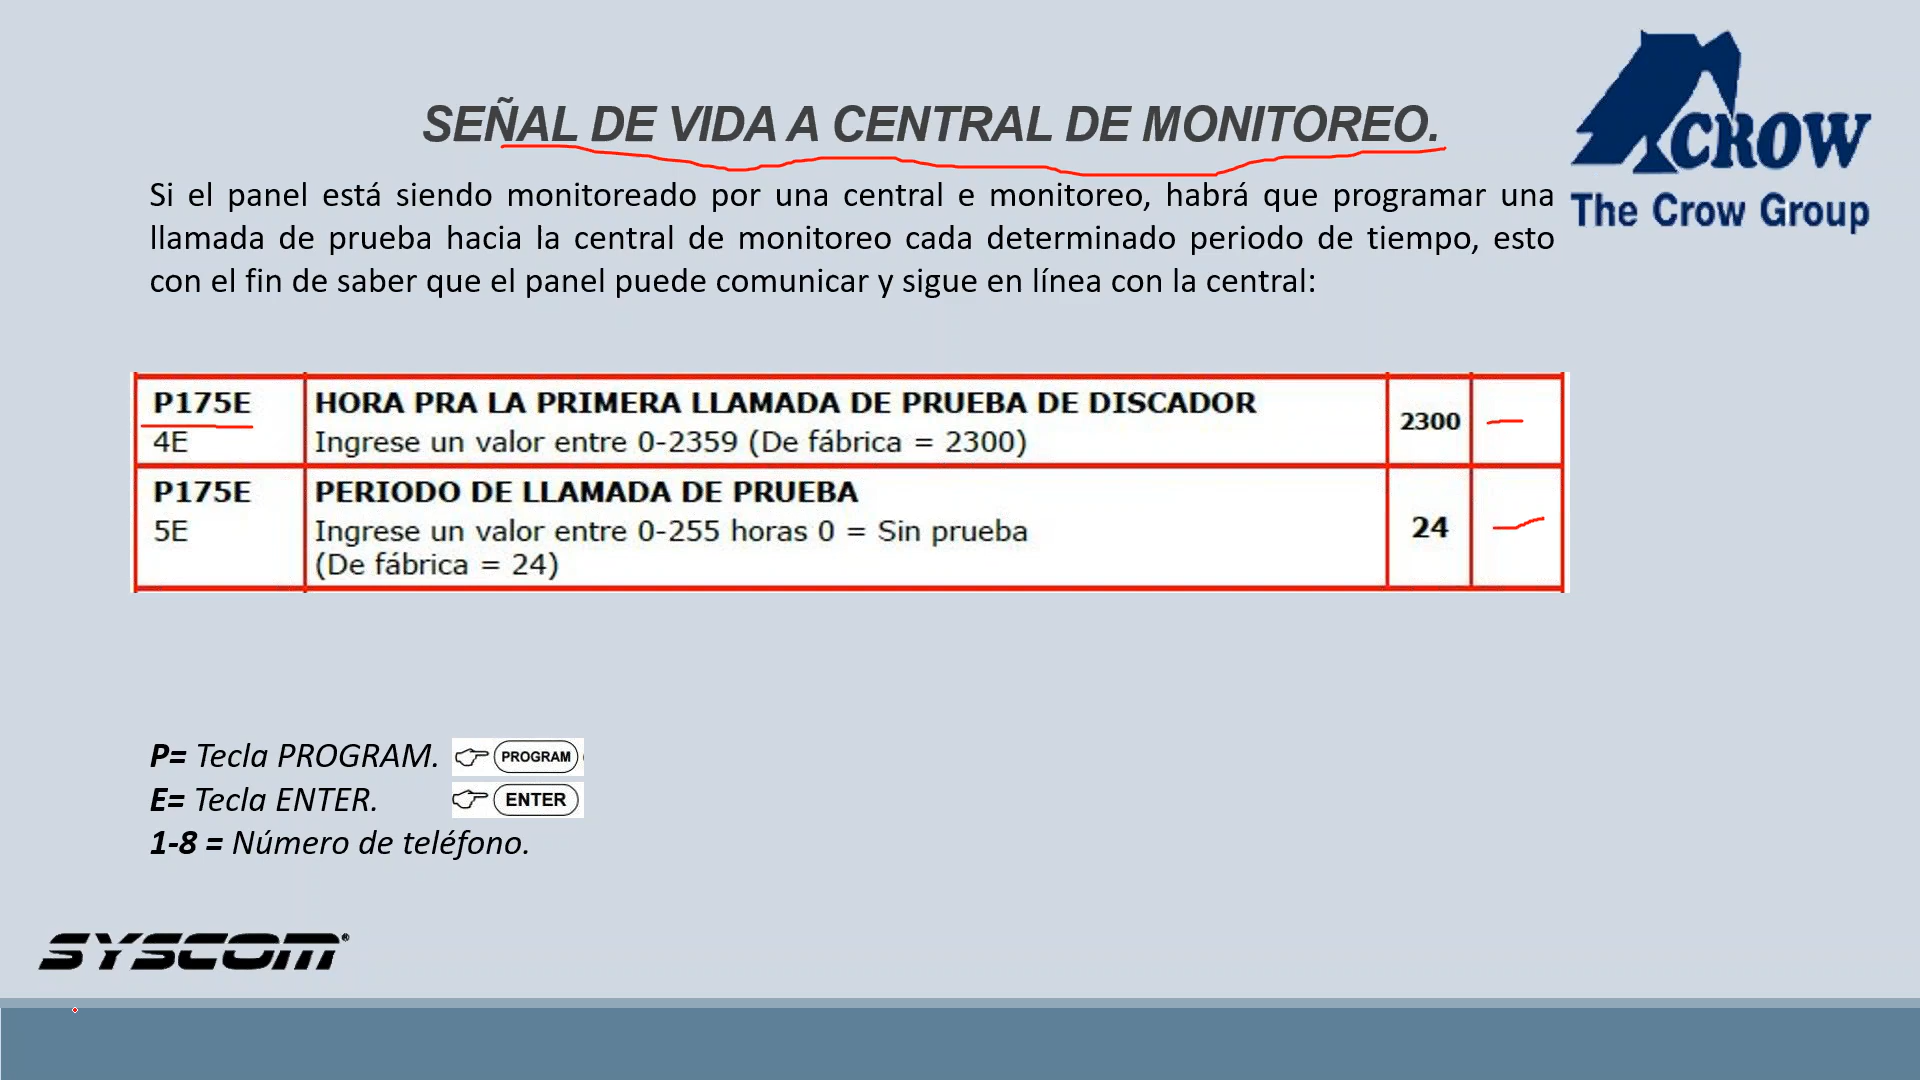 SEÑAL DE VIDA A CENTRAL DE MONITOREO.
CROW
The Crow Group
Si el panel está siendo monitoreado por una central e monitoreo, habrá que programar una
llamada de prueba hacia la central de monitoreo cada determinado periodo de tiempo, esto
con el fin de saber que el panel puede comunicar y sigue en línea con la central:
P175E HORA PRA LA PRIMERA LLAMADA DE PRUEBA DE DISCADOR 2300
4E Ingrese un valor entre 0-2359 (De fábrica = 2300)
P175E PERIODO DE LLAMADA DE PRUEBA
5E Ingrese un valor entre 0-255 horas 0 = Sin prueba 24
(De fábrica = 24)
P= Tecla PROGRAM. PROGRAM
E= Tecla ENTER. ENTER
1-8 = Número de teléfono.
SYSCOM®